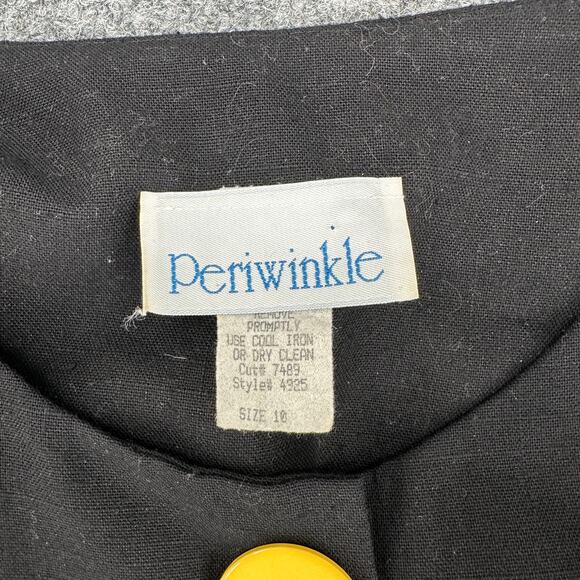 Periwinkle
REMOVE
PROMPTLY
USE COOL IRON
OR DRY CLEAN
Cut# 7489
Style# 4925
SIZE 10